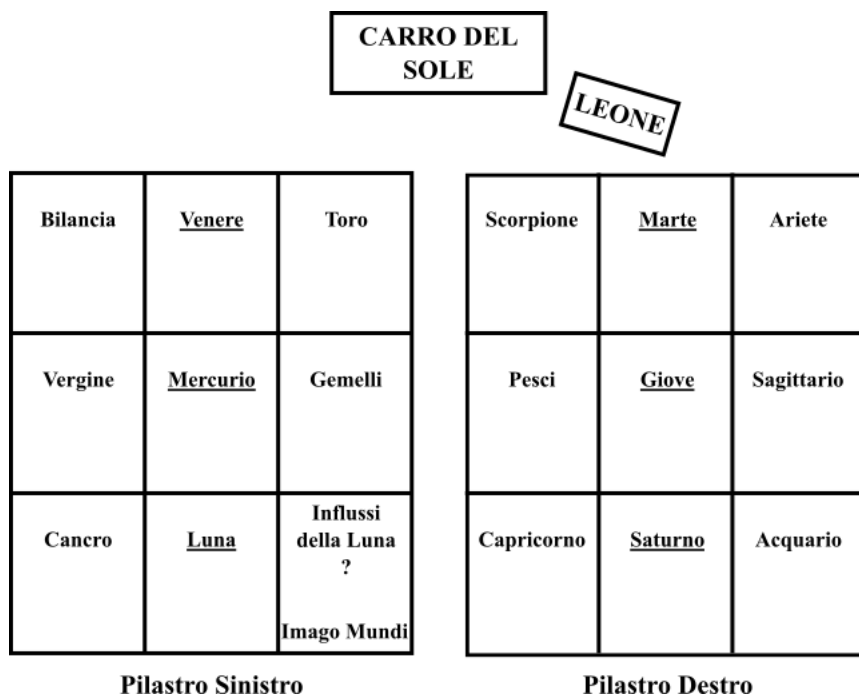 CARRO DEL
SOLE
LEONE
Bilancia
Venere
Toro
Scorpione
Marte
Ariete
Vergine
Mercurio
Gemelli
Pesci
Giove
Sagittario
Cancro
Luna
Influssi
della Luna
?
Imago Mundi
Capricorno
Saturno
Acquario
Pilastro Sinistro
Pilastro Destro